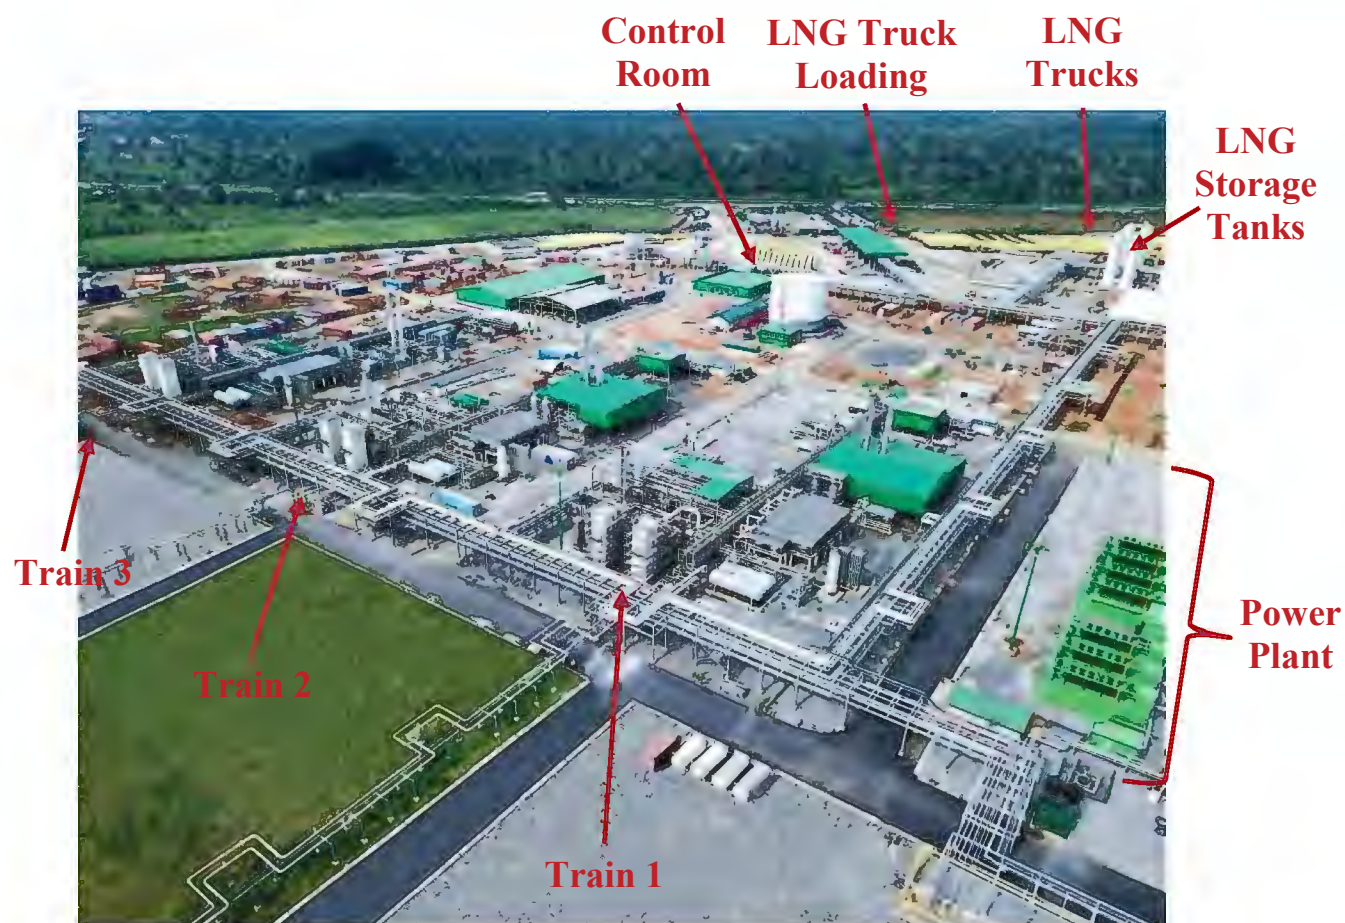 Control
Room
LNG Truck
Loading
LNG
Trucks
LNG
Storage
Tanks
Train 3
Train 2
Train 1
Power
Plant